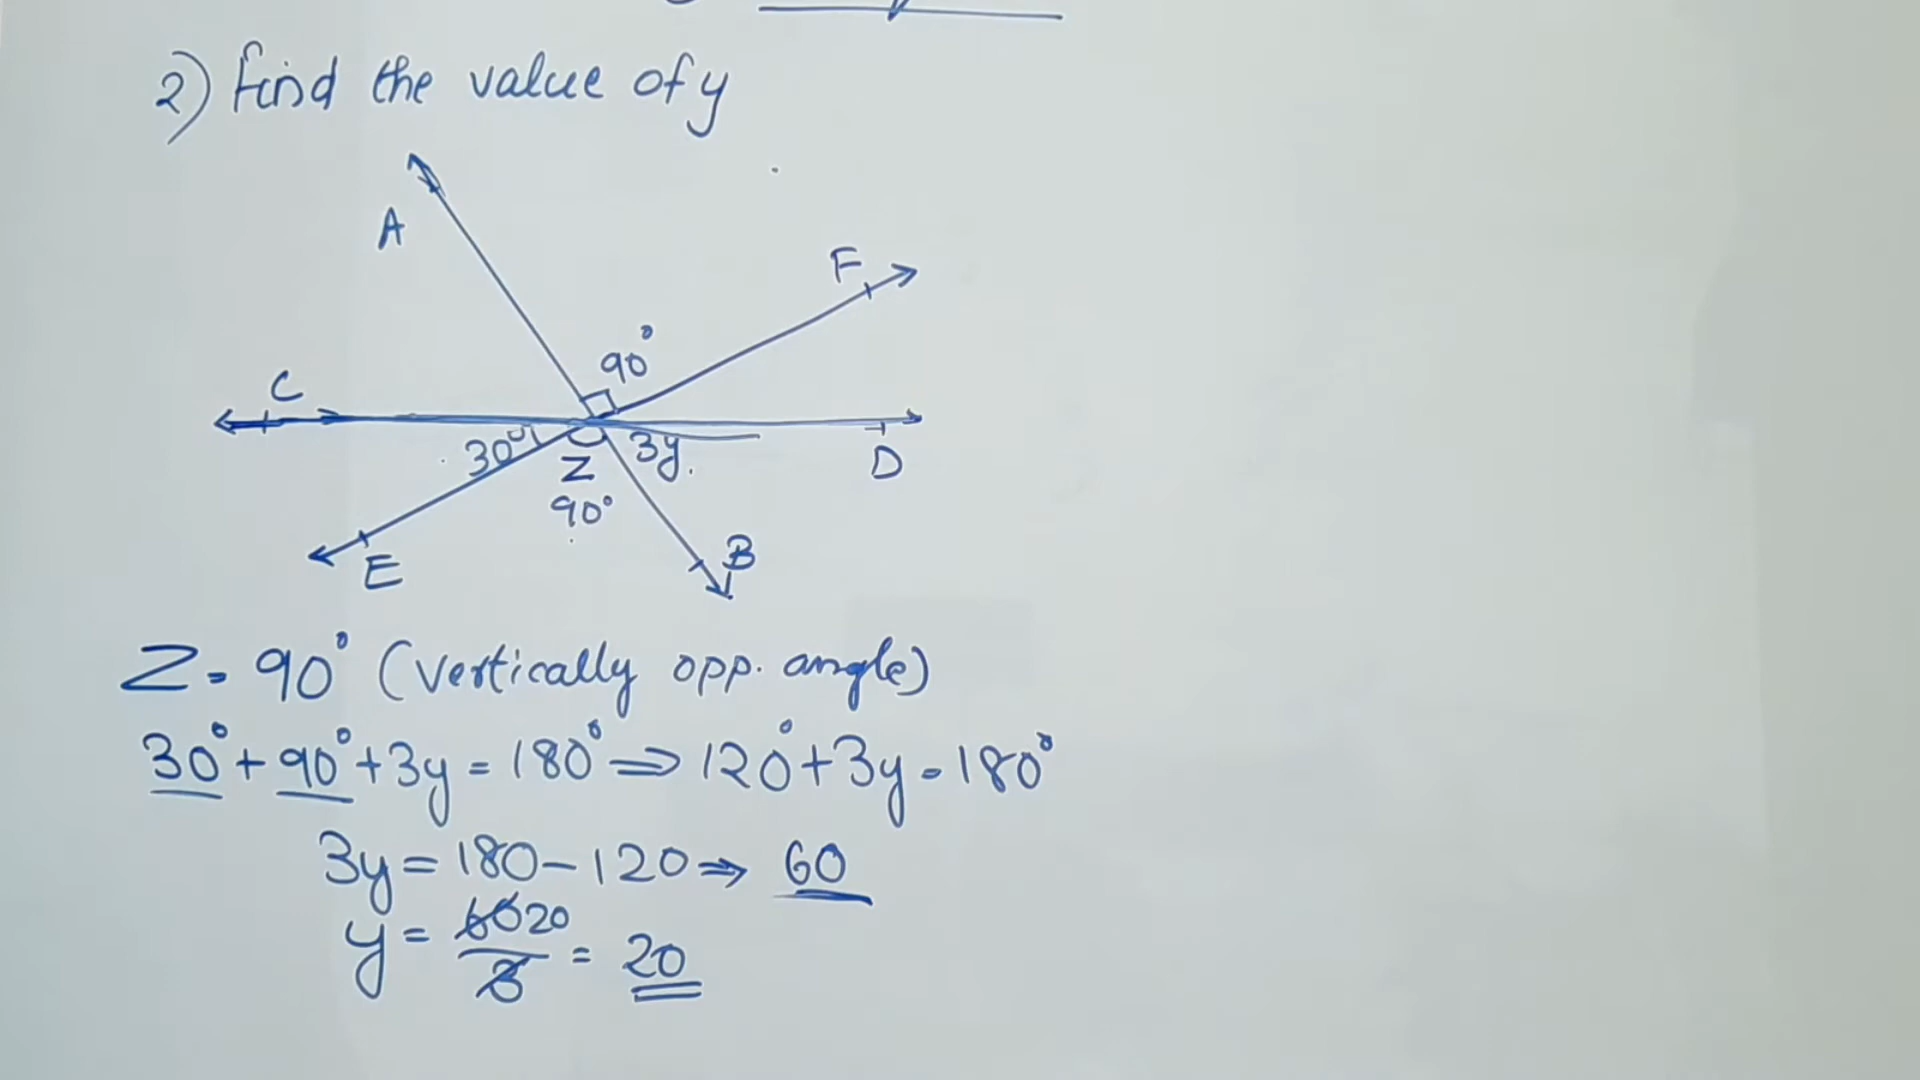 2) Find the value of y
A
F
90°
C
30°
3y.
Z
D
90°
B
E
Z = 90° (Vertically opp. angle)
30° + 90° + 3y = 180° ⇒ 120° + 3y = 180°
3y = 180 - 120 ⇒ 60
y = 60/3 20 = 20